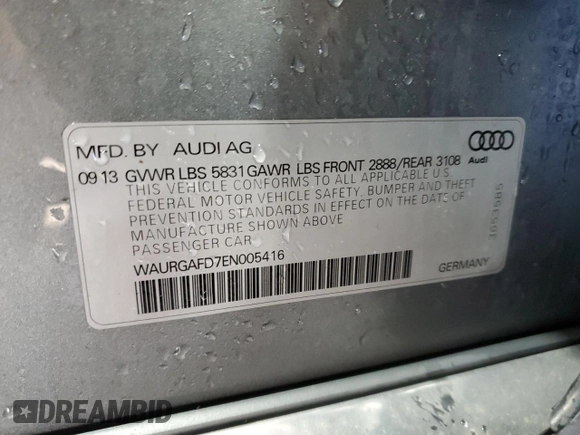 MFD. BY AUDI AG
09 13 GVWR LBS 5831 GAWR LBS FRONT 2888/REAR 3108
Audi
THIS VEHICLE CONFORMS TO ALL APPLICABLE U.S.
FEDERAL MOTOR VEHICLE SAFETY, BUMPER AND THEFT
PREVENTION STANDARDS IN EFFECT ON THE DATE OF
MANUFACTURE SHOWN ABOVE
PASSENGER CAR
WAURGAFD7EN005416
GERMANY
DREAMBID